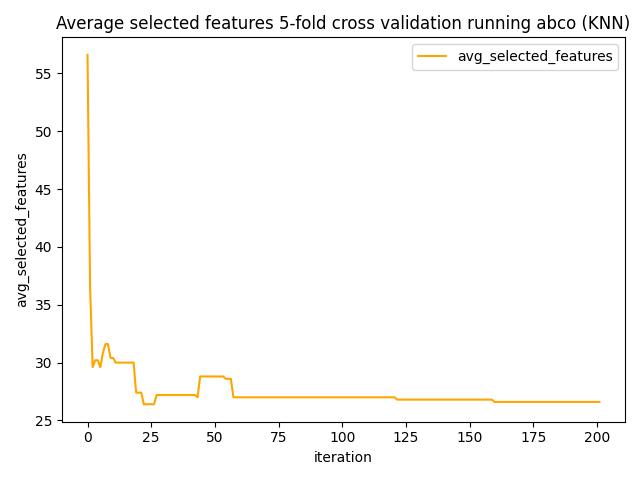 Average selected features 5-fold cross validation running abco (KNN)
avg_selected_features
55
50
45
40
35
30
25
avg_selected_features
0 25 50 75 100 125 150 175 200
iteration